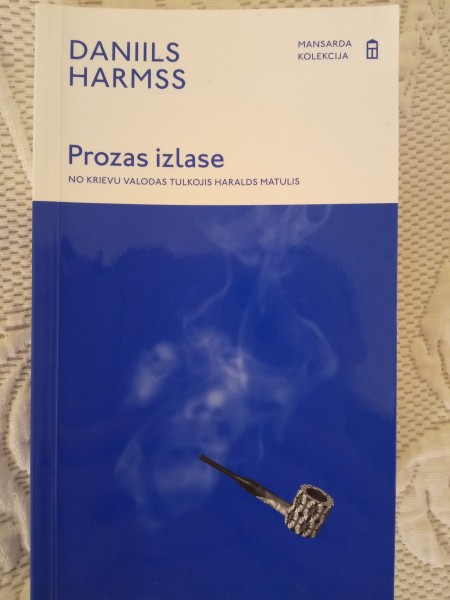 DANIILS
HARMSS
MANSARDA
KOLEKCIJA
Prozas izlase
NO KRIEVU VALODAS TULKOJIS HARALDS MATULIS